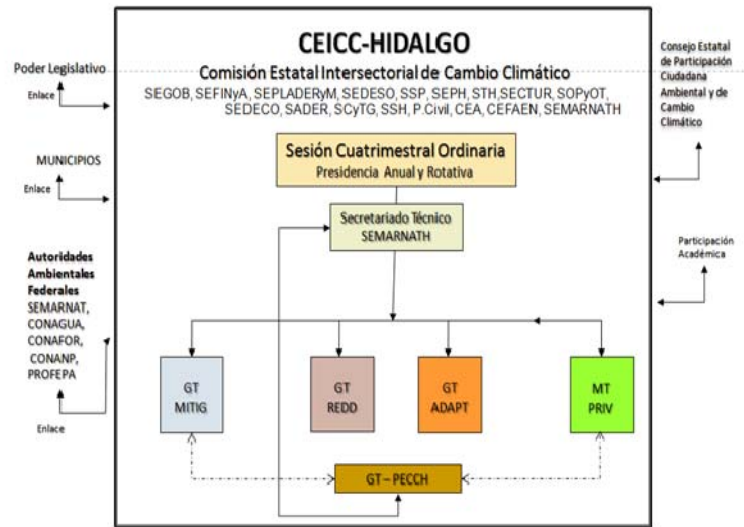 CEICC-HIDALGO
Comisión Estatal Intersectorial de Cambio Climático
SIEGOB, SEFINyA, SEPLADERyM, SEDESO, SSP, SEPH, STH,SECTUR, SOPyOT,
SEDECO, SADER, SCyTG, SSH, P.Civil, CEA, CEFAEN, SEMARNATH
Poder Legislativo
Enlace
MUNICIPIOS
Enlace
Autoriidades
Ambientales
Federales
SEMARNAT,
CONAGUA,
CONAFOR,
CONANP,
PROFEPA
Enlace
Sesión Cuatrimestral Ordinaria
Presidencia Anual y Rotativa
Secretariado Técnico
SEMARNATH
GT
MITIG
GT
REDD
GT
ADAPT
MT
PRIV
GT – PECCH
Consejo Estatal
de Participación
Ciudadana
Ambiental y de
Cambio
Climático
Participación
Académica